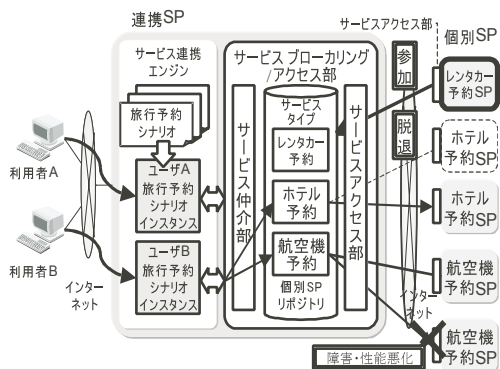 連携SP
サービスアクセス部
個別SP
サービス連携
エンジン
旅行予約
シナリオ
ユーザA
旅行予約
シナリオ
インスタンス
ユーザB
旅行予約
シナリオ
インスタンス
利用者A
利用者B
インター
ネット
サービス ブローカリング
/アクセス部
サービス仲介部
サービス
タイプ
レンタカー
予約
ホテル
予約
航空機
予約
個別SP
リポジトリ
サービスアクセス部
参加
脱退
インター
ネット
レンタカー
予約SP
ホテル
予約SP
ホテル
予約SP
航空機
予約SP
航空機
予約SP
障害・性能悪化